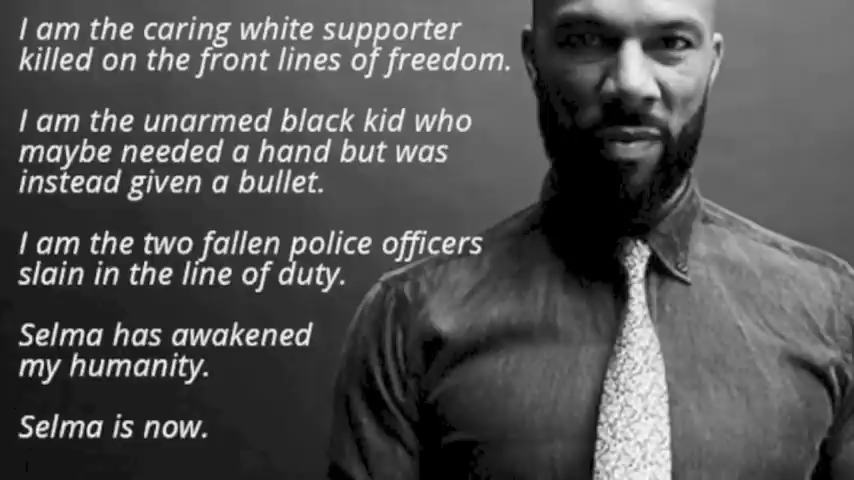 I am the caring white supporter
killed on the front lines of freedom.
I am the unarmed black kid who
maybe needed a hand but was
instead given a bullet.
I am the two fallen police officers
slain in the line of duty.
Selma has awakened
my humanity.
Selma is now.